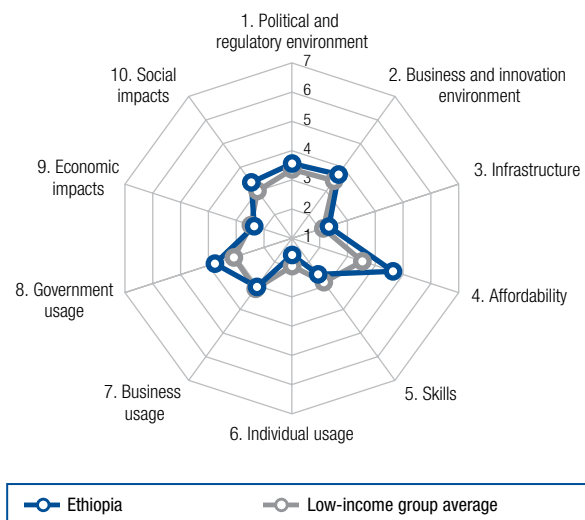 1. Political and
regulatory environment
7
6
5
4
3
2
1
2. Business and innovation
environment
3. Infrastructure
4. Affordability
5. Skills
6. Individual usage
7. Business
usage
8. Government
usage
9. Economic
impacts
10. Social
impacts
Ethiopia
Low-income group average